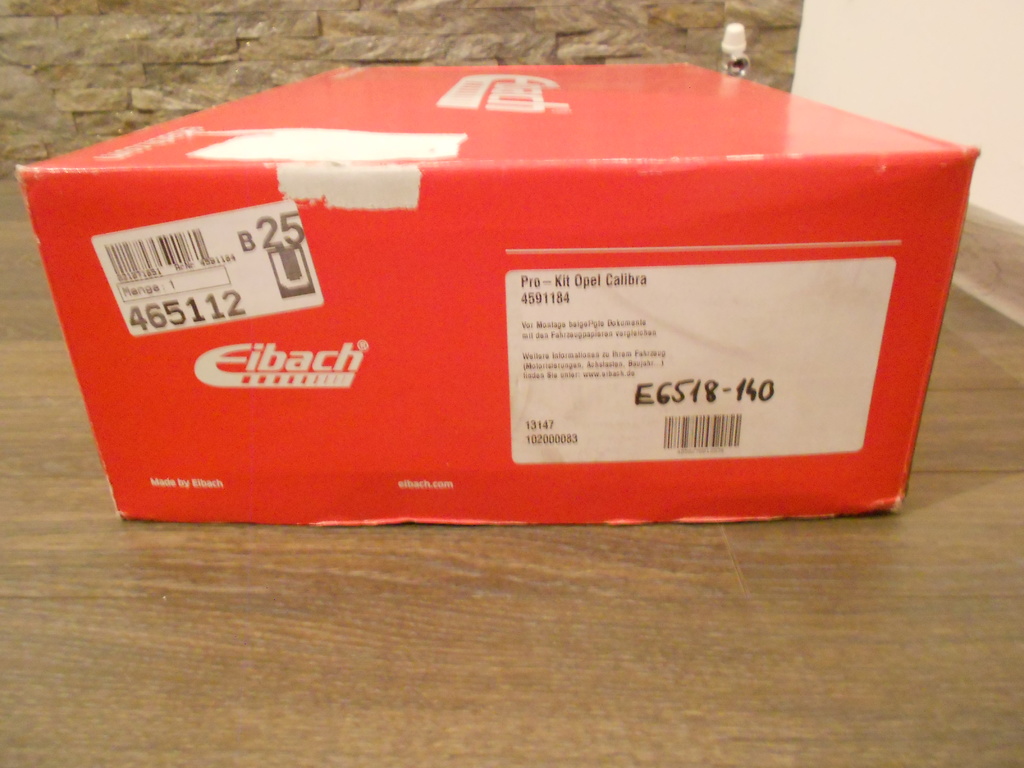 Eibach
B 25
Menge: 1
465112
Eibach®
Made by Eibach
eibach.com
Pro-Kit Opel Calibra
4591184
Vor Montage beigefügte Dokumente
mit den Fahrzeugpapieren vergleichen
Weitere Informationen zu Ihrem Fahrzeug
(Motorisierungen, Achslasten, Baujahr...)
finden Sie unter: www.eibach.de
E6518-140
13147
102000083